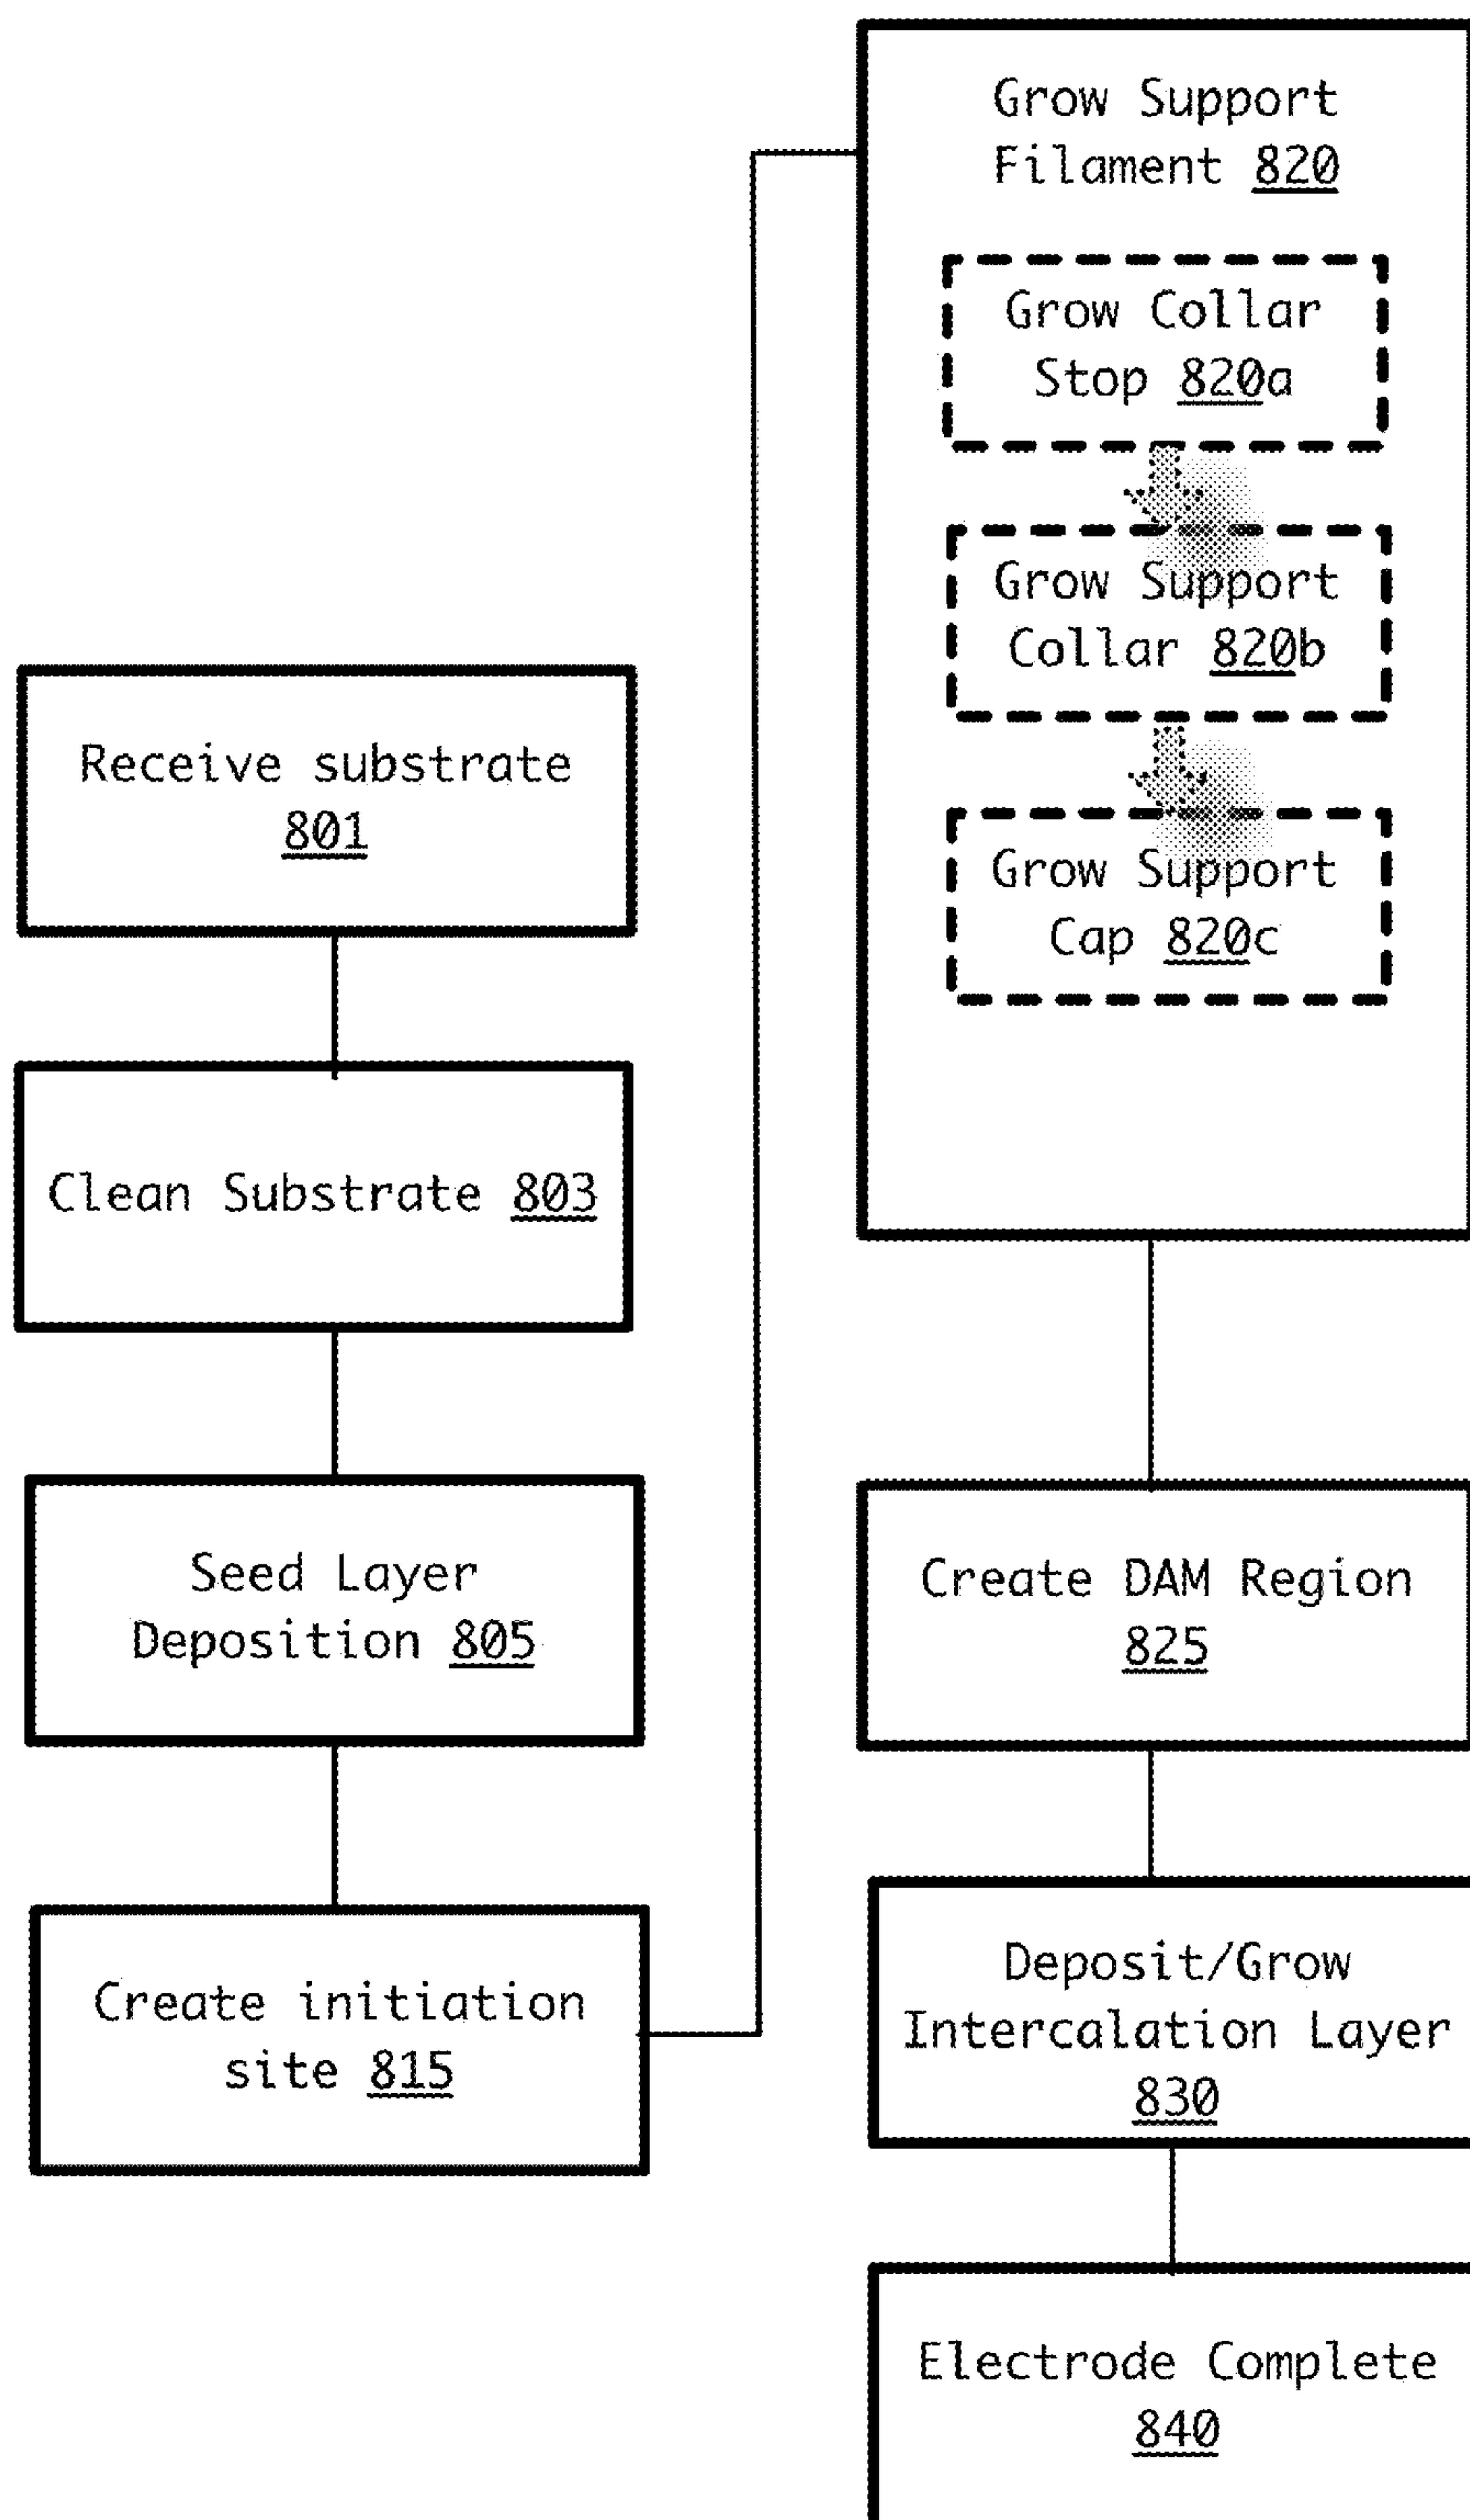 Receive substrate
801
Clean Substrate 803
Seed Layer
Deposition 805
Create initiation
site 815
Grow Support
Filament 820
Grow Collar
Stop 820a
Grow Support
Collar 820b
Grow Support
Cap 820c
Create DAM Region
825
Deposit/Grow
Intercalation Layer
830
Electrode Complete
840